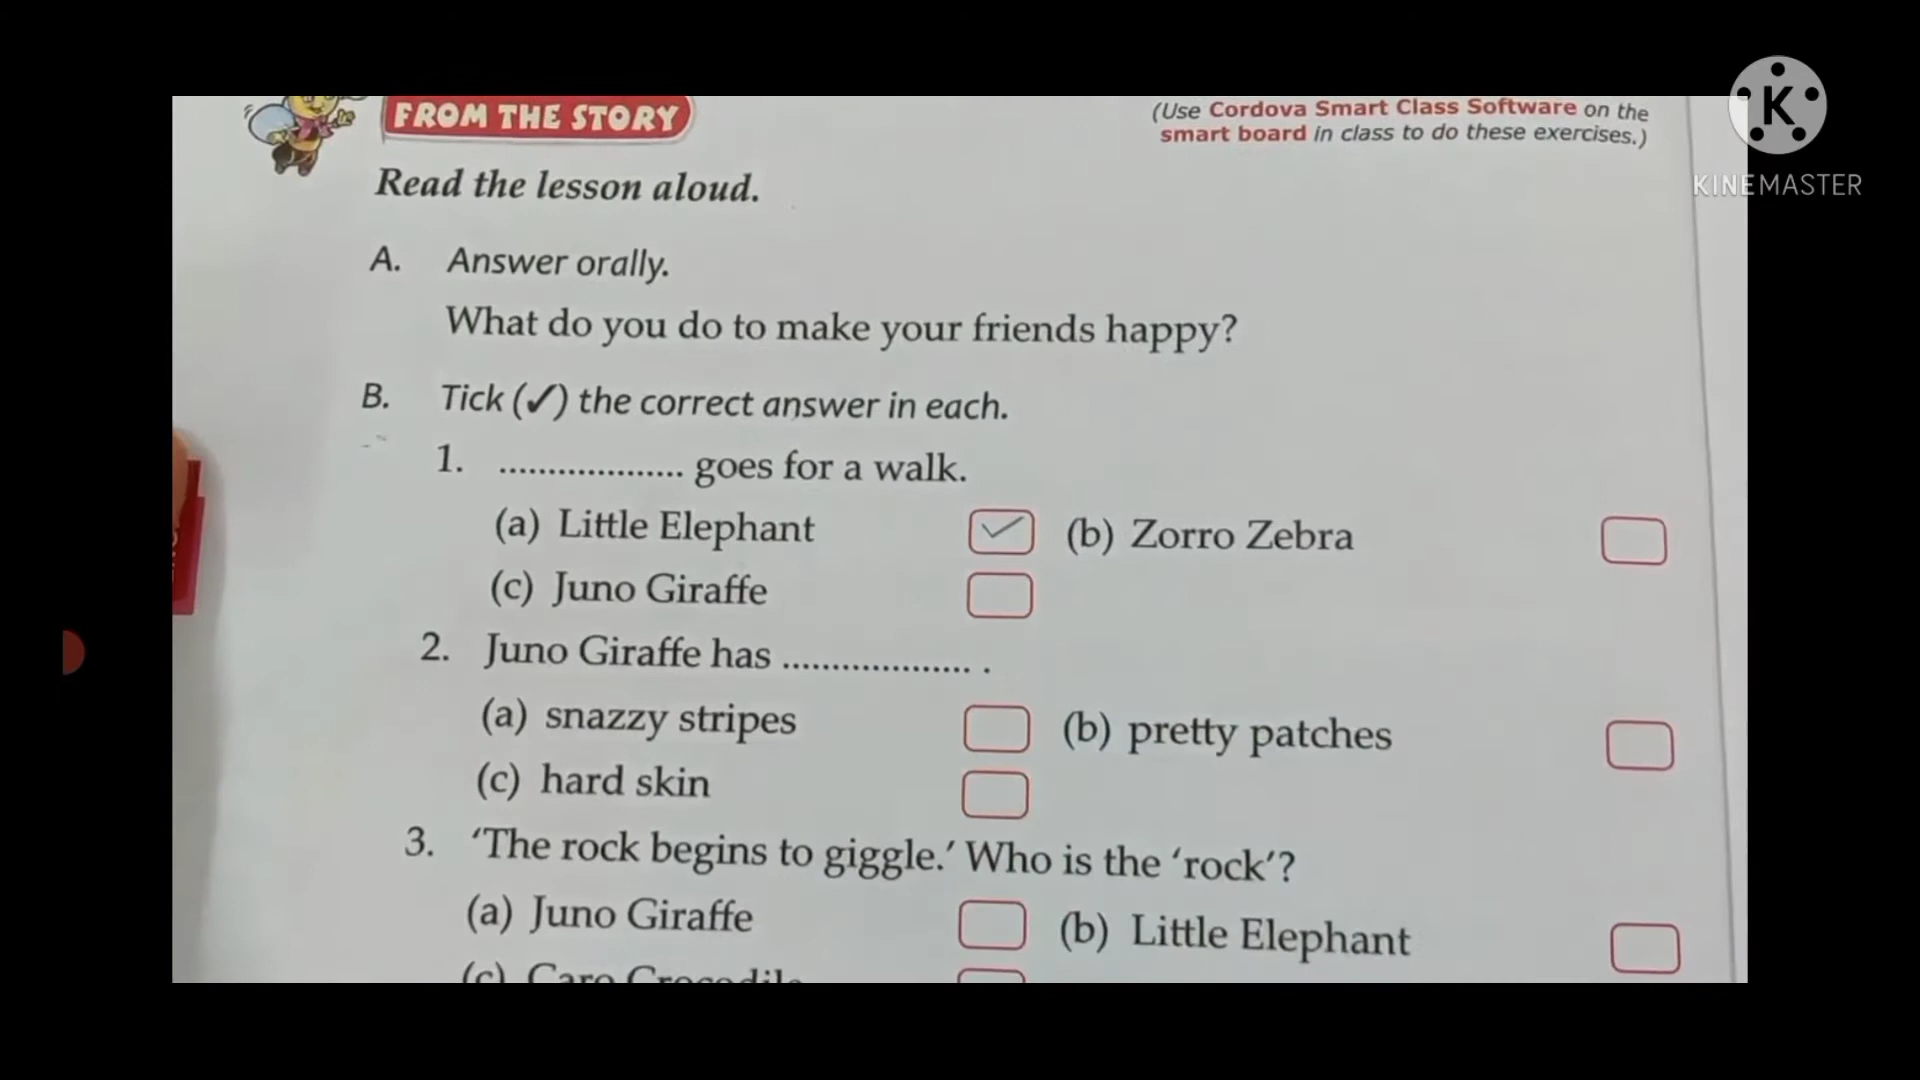 FROM THE STORY
(Use Cordova Smart Class Software on the
smart board in class to do these exercises.)
KINEMASTER
Read the lesson aloud.
A. Answer orally.
What do you do to make your friends happy?
B. Tick (✓) the correct answer in each.
1. ................... goes for a walk.
(a) Little Elephant ✓ (b) Zorro Zebra
(c) Juno Giraffe
2. Juno Giraffe has ................... .
(a) snazzy stripes (b) pretty patches
(c) hard skin
3. ‘The rock begins to giggle.’ Who is the ‘rock’?
(a) Juno Giraffe (b) Little Elephant
(c) Caro Crocodile